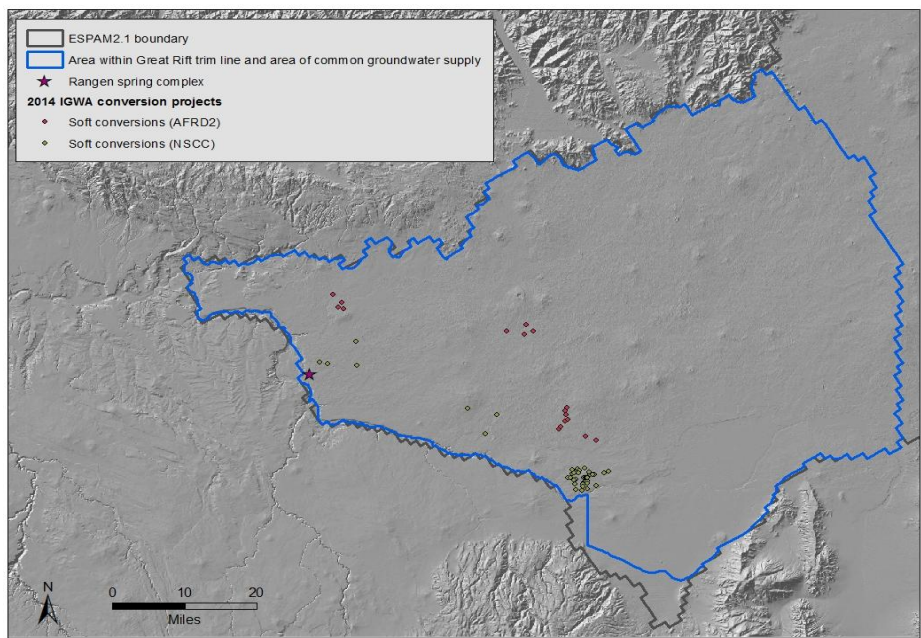 ESPAM2.1 boundary
Area within Great Rift trim line and area of common groundwater supply
Rangen spring complex
2014 IGWA conversion projects
Soft conversions (AFRD2)
Soft conversions (NSCC)
N
0 10 20
Miles